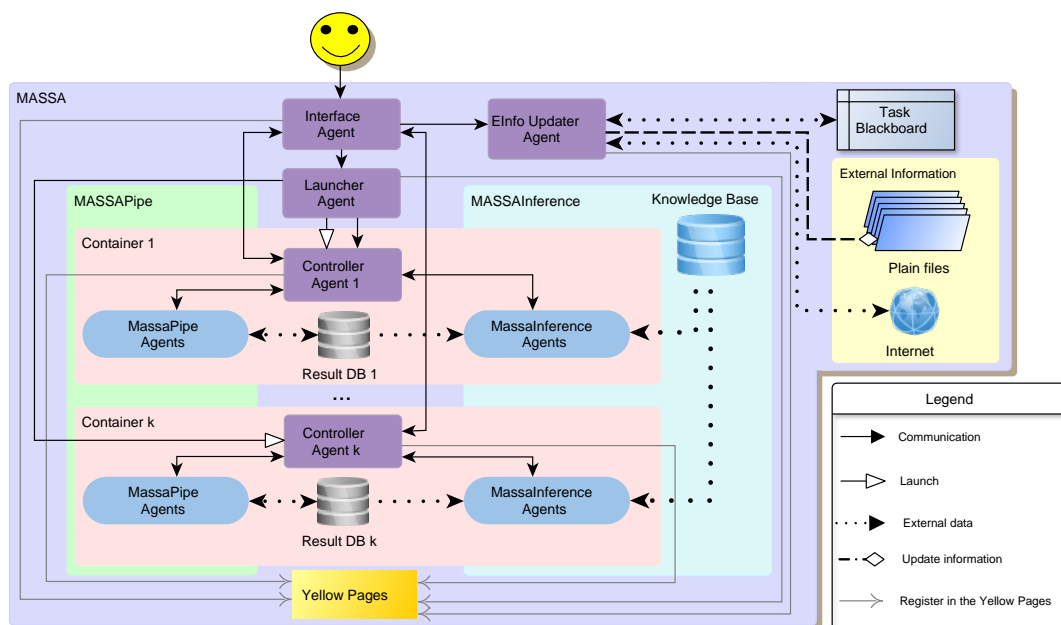 MASSA
Interface
Agent
EInfo Updater
Agent
Task
Blackboard
External Information
Plain files
Internet
Launcher
Agent
MASSAPipe
MASSAInference
Knowledge Base
Container 1
Controller
Agent 1
MassaPipe
Agents
Result DB 1
MassaInference
Agents
...
Container k
Controller
Agent k
MassaPipe
Agents
Result DB k
MassaInference
Agents
Yellow Pages
Legend
Communication
Launch
External data
Update information
Register in the Yellow Pages